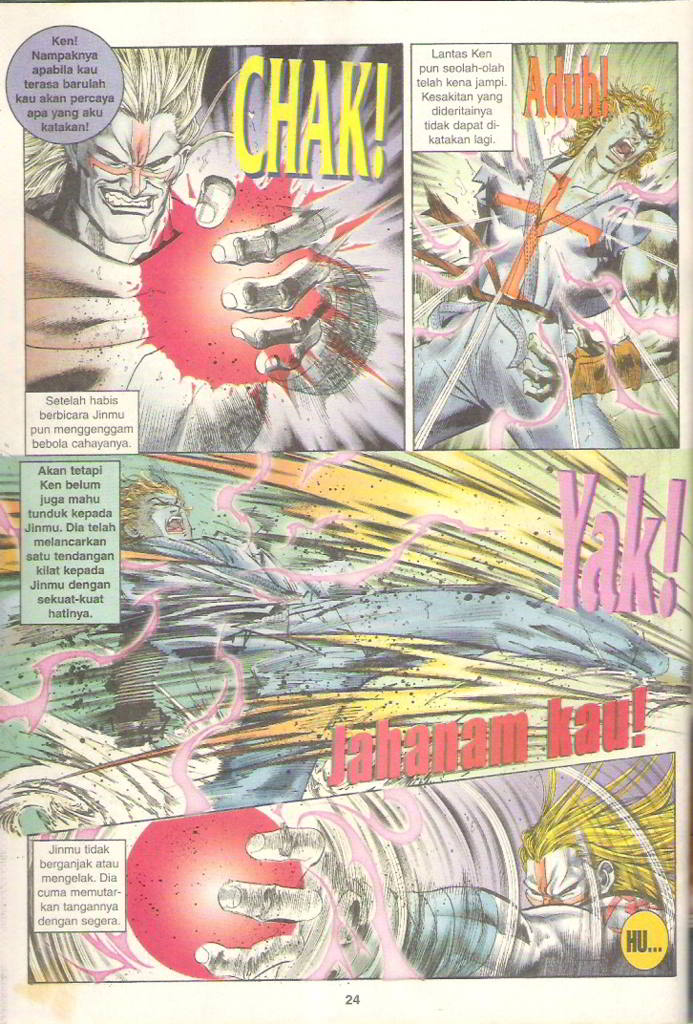 Ken!
Nampaknya
apabila kau
terasa barulah
kau akan percaya
apa yang aku
katakan!
CHAK!
Setelah habis
berbicara Jinmu
pun menggenggam
bebola cahayanya.
Lantas Ken
pun seolah-olah
telah kena jampi.
Kesakitan yang
dideritainya
tidak dapat di-
katakan lagi.
Aduh!
Akan tetapi
Ken belum
juga mahu
tunduk kepada
Jinmu. Dia telah
melancarkan
satu tendangan
kilat kepada
Jinmu dengan
sekuat-kuat
hatinya.
Yak!
Jahanam kau!
Jinmu tidak
berganjak atau
mengelak. Dia
cuma memutar-
kan tangannya
dengan segera.
HU...
24